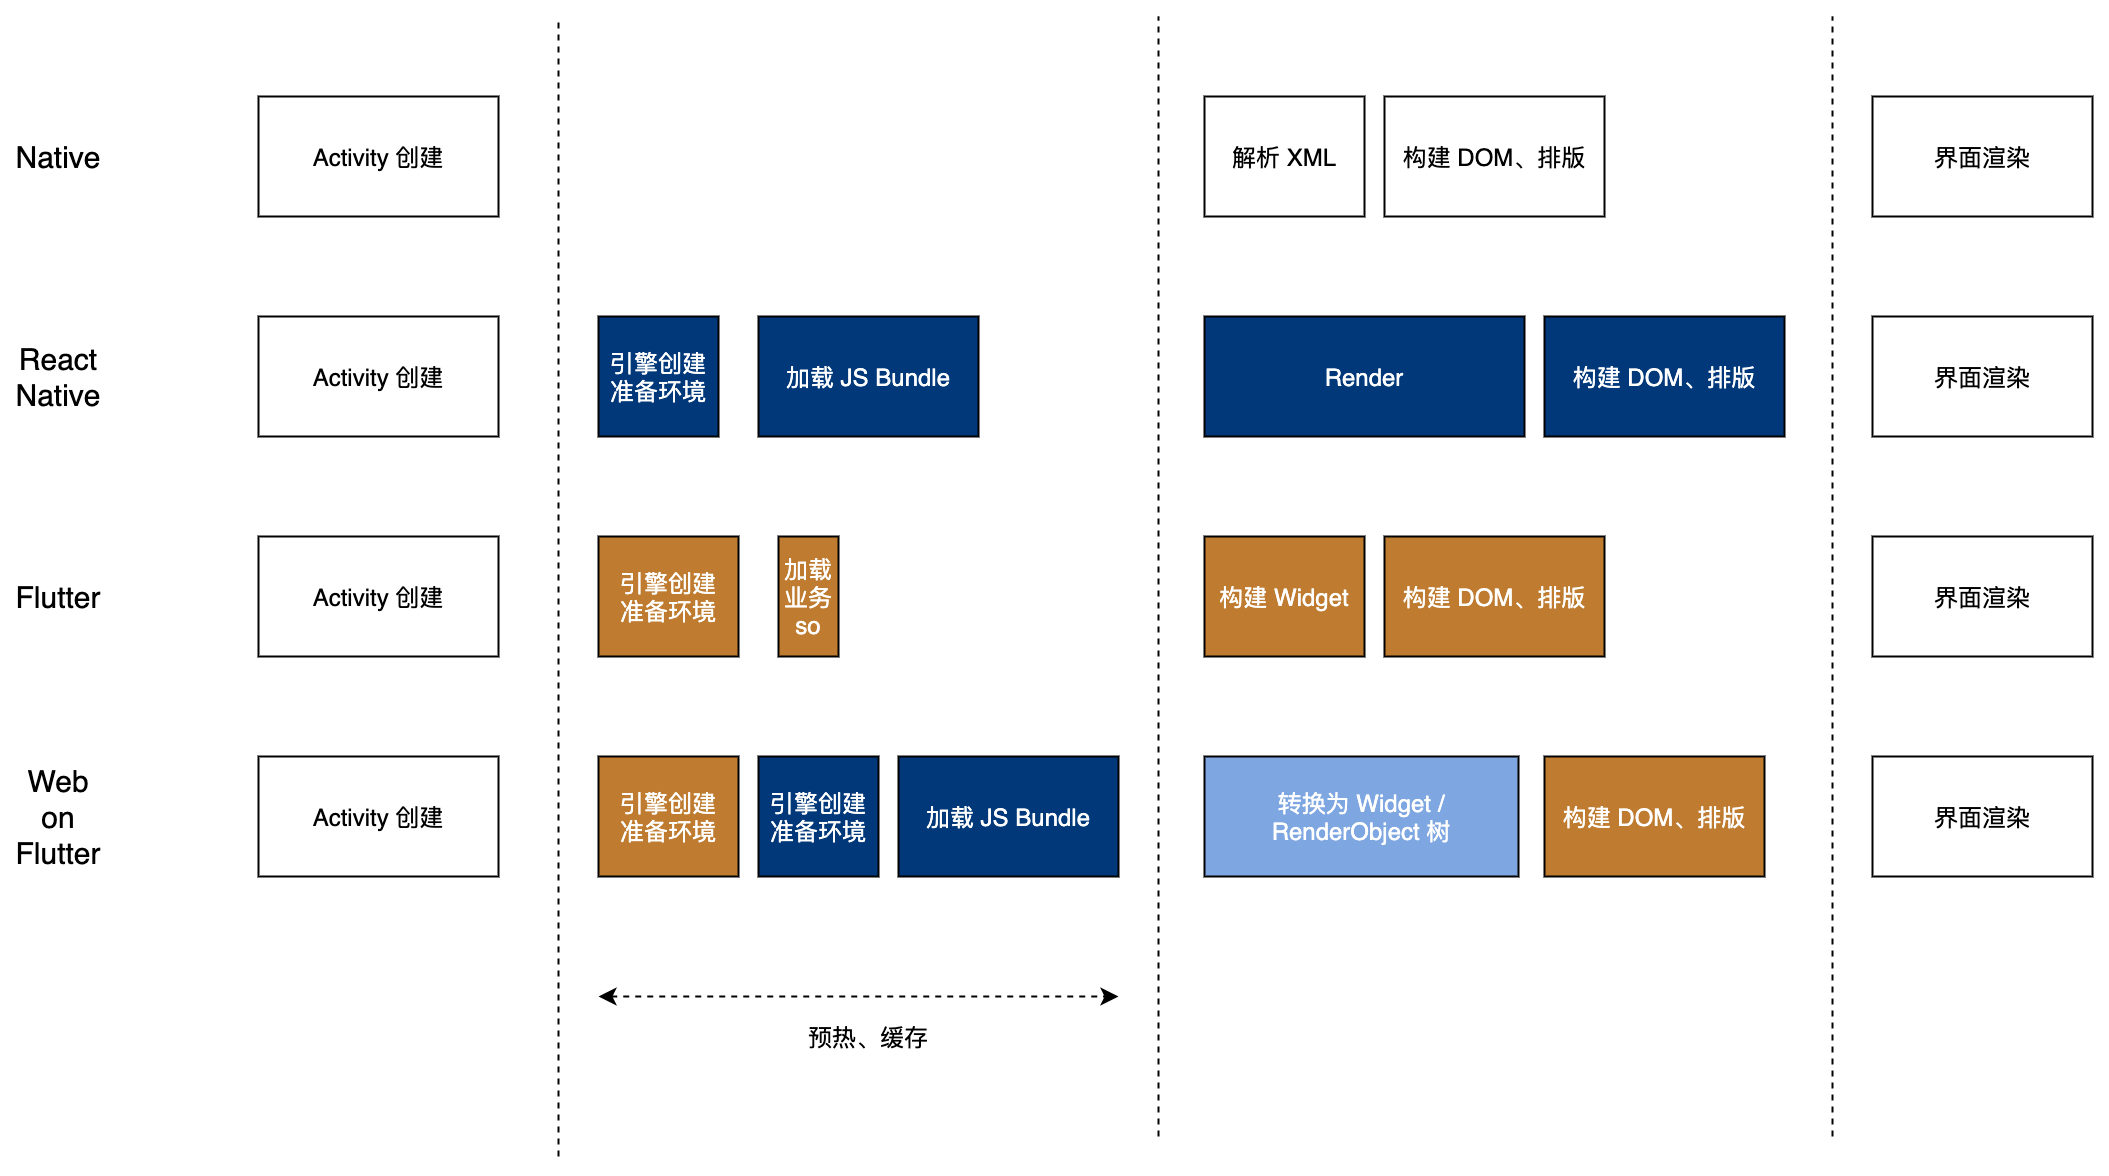 Native
Activity 创建
解析 XML
构建 DOM、排版
界面渲染
React
Native
Activity 创建
引擎创建
准备环境
加载 JS Bundle
Render
构建 DOM、排版
界面渲染
Flutter
Activity 创建
引擎创建
准备环境
加载
业务
so
构建 Widget
构建 DOM、排版
界面渲染
Web
on
Flutter
Activity 创建
引擎创建
准备环境
引擎创建
准备环境
加载 JS Bundle
转换为 Widget /
RenderObject 树
构建 DOM、排版
界面渲染
预热、缓存